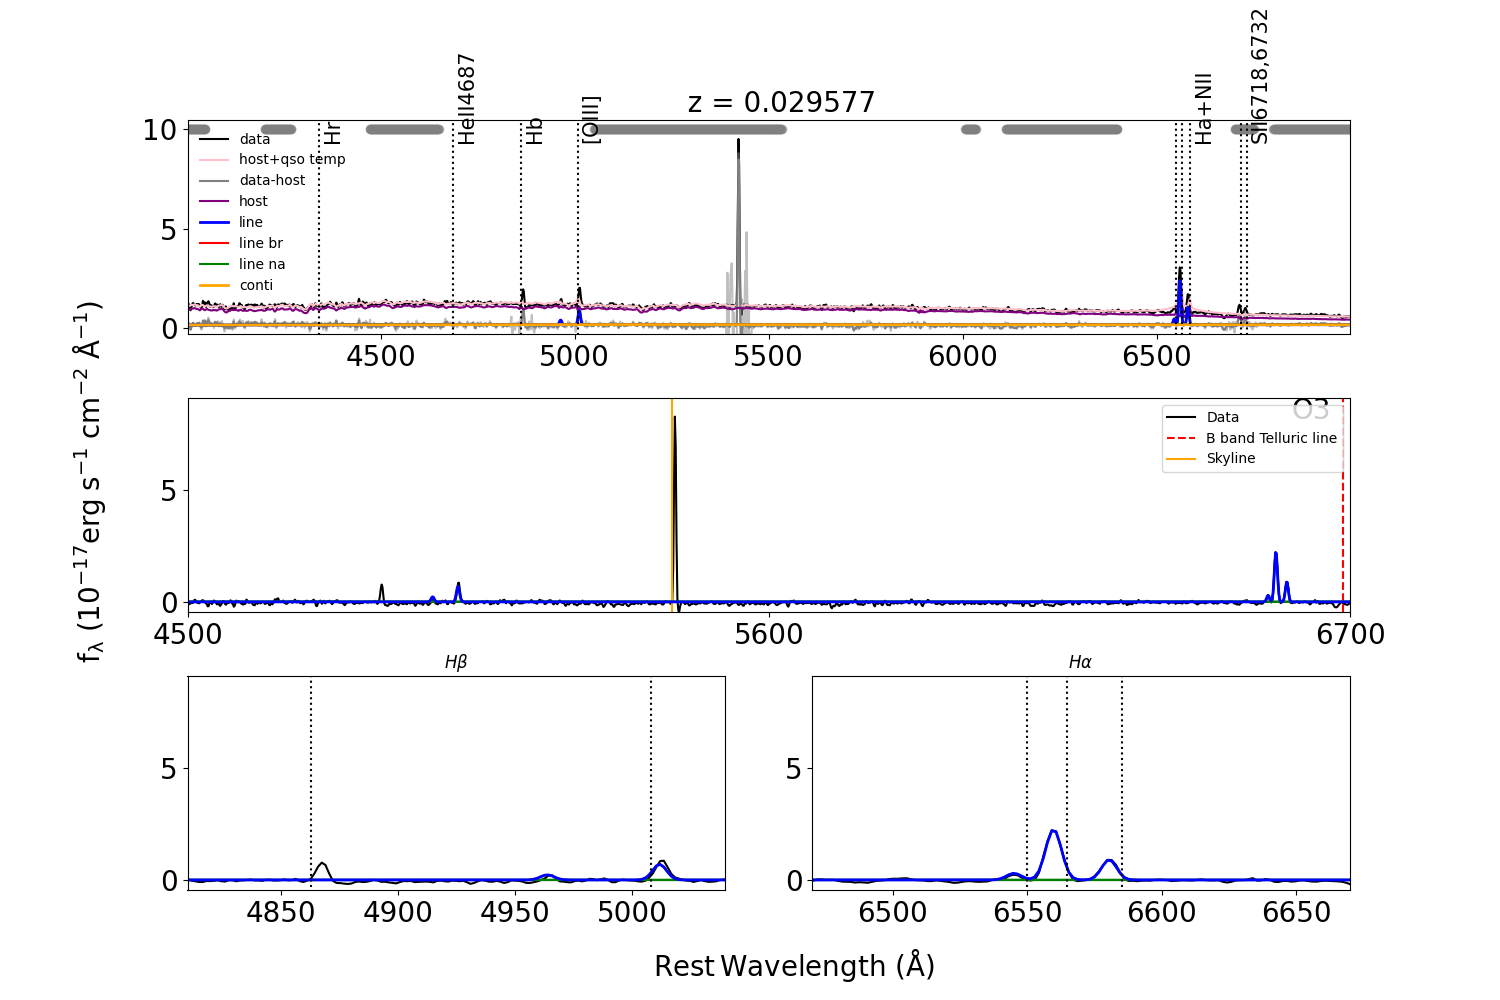 z = 0.029577
Hr
HeII4687
Hb
[OIII]
Ha+NII
SII6718,6732
10
5
0
data
host+qso temp
data-host
host
line
line br
line na
conti
4500 5000 5500 6000 6500
fλ (10−17erg s−1 cm−2 Å−1)
O3
Data
B band Telluric line
Skyline
5
0
4500 5600 6700
Hβ
5
0
4850 4900 4950 5000
Hα
5
0
6500 6550 6600 6650
Rest Wavelength (Å)